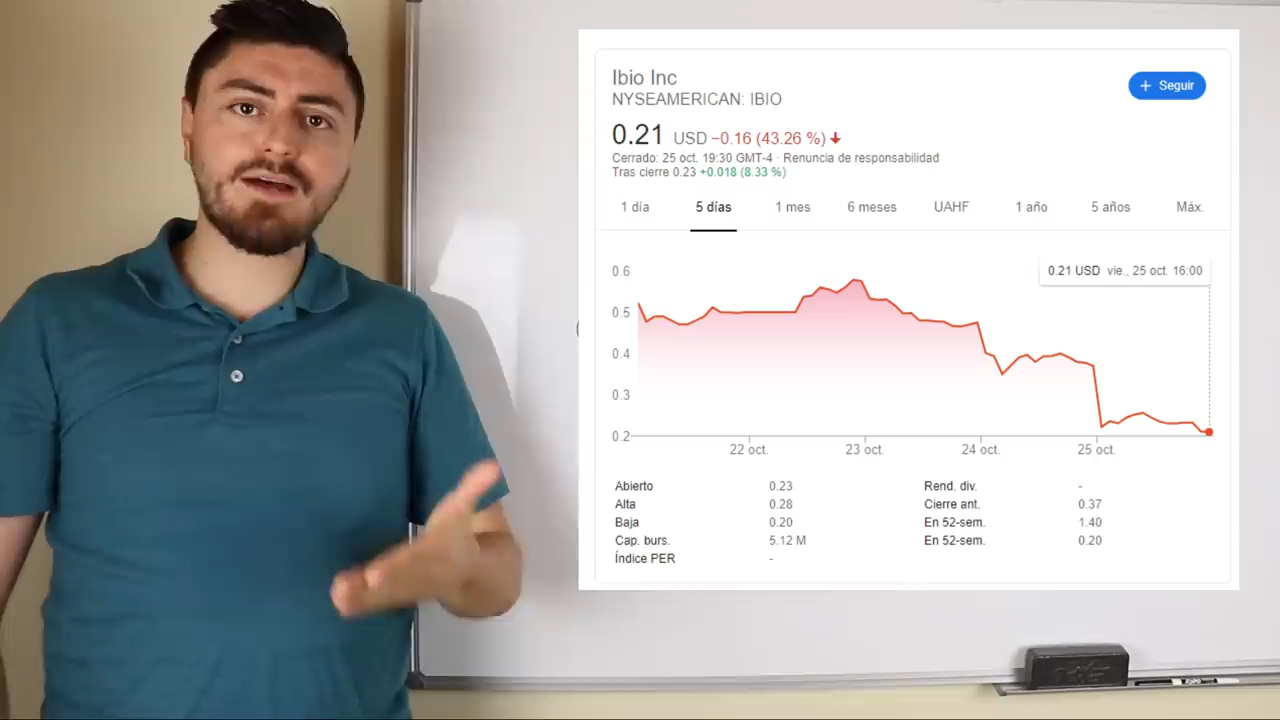 Ibio Inc
NYSEAMERICAN: IBIO
+ Seguir
0.21 USD −0.16 (43.26 %)
Cerrado: 25 oct. 19:30 GMT-4 · Renuncia de responsabilidad
Tras cierre 0.23 +0.018 (8.33 %)
1 día 5 días 1 mes 6 meses UAHF 1 año 5 años Máx.
0.21 USD vie., 25 oct. 16:00
0.6
0.5
0.4
0.3
0.2
22 oct. 23 oct. 24 oct. 25 oct.
Abierto 0.23 Rend. div. -
Alta 0.28 Cierre ant. 0.37
Baja 0.20 En 52-sem. 1.40
Cap. burs. 5.12 M En 52-sem. 0.20
Índice PER -